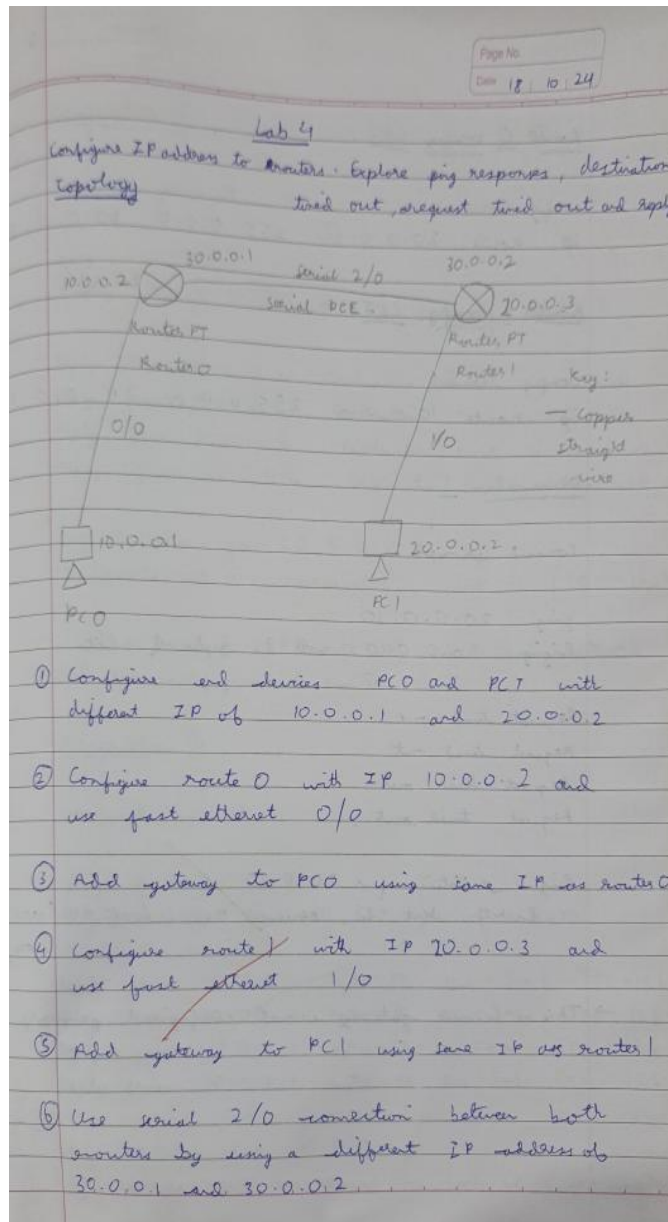 Page No.
Date 18 10 24
Lab 4
Configure IP address to routers. Explore ping responses, destination
Topology timed out, request timed out and repl
10.0.0.2 30.0.0.1 serial 2/0 30.0.0.2
serial DCE. 20.0.0.3
Router, PT Router, PT
Router 0 Router 1 Key:
— Copper
0/0 1/0 straight
wire
10.0.0.1 20.0.0.2.
PC0 PC1
① Configure end devices PC0 and PC1 with
different IP of 10.0.0.1 and 20.0.0.2
② Configure route 0 with IP 10.0.0.2 and
use fast ethernet 0/0
③ Add gateway to PC0 using same IP as router 0
④ Configure route 1 with IP 20.0.0.3 and
use fast ethernet 1/0
⑤ Add gateway to PC1 using same IP as router 1
⑥ Use serial 2/0 connection between both
routers by using a different IP address of
30.0.0.1 and 30.0.0.2